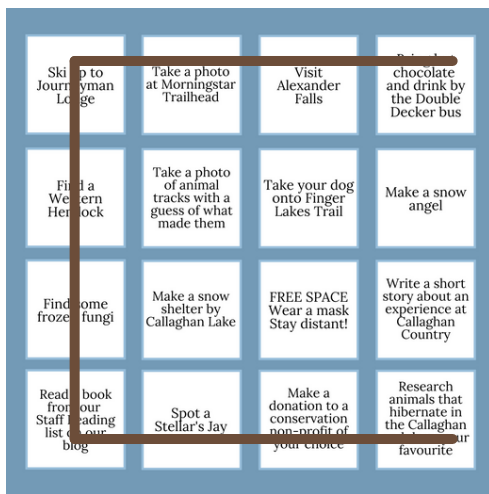 Ski up to
Journeyman
Lodge
Take a photo
at Morningstar
Trailhead
Visit
Alexander
Falls
chocolate
and drink by
the Double
Decker bus
Find a
Western
Hemlock
Take a photo
of animal
tracks with a
guess of what
made them
Take your dog
onto Finger
Lakes Trail
Make a snow
angel
Find some
frozen fungi
Make a snow
shelter by
Callaghan Lake
FREE SPACE
Wear a mask
Stay distant!
Write a short
story about an
experience at
Callaghan
Country
Read a book
from our
Staff Reading
list on our
blog
Spot a
Stellar's Jay
Make a
donation to a
conservation
non-profit of
your choice
Research
animals that
hibernate in
the Callaghan
favourite